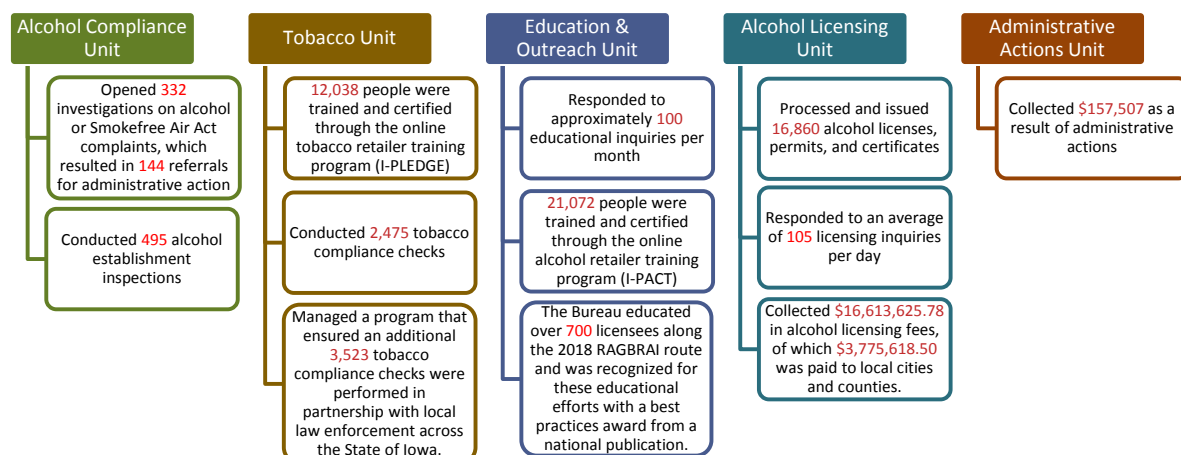 Alcohol Compliance
Unit
Opened 332
investigations on alcohol
or Smokefree Air Act
complaints, which
resulted in 144 referrals
for administrative action
Conducted 495 alcohol
establishment
inspections
Tobacco Unit
12,038 people were
trained and certified
through the online
tobacco retailer training
program (I-PLEDGE)
Conducted 2,475 tobacco
compliance checks
Managed a program that
ensured an additional
3,523 tobacco
compliance checks were
performed in
partnership with local
law enforcement across
the State of Iowa.
Education &
Outreach Unit
Responded to
approximately 100
educational inquiries per
month
21,072 people were
trained and certified
through the online
alcohol retailer training
program (I-PACT)
The Bureau educated
over 700 licensees along
the 2018 RAGBRAI route
and was recognized for
these educational
efforts with a best
practices award from a
national publication.
Alcohol Licensing
Unit
Processed and issued
16,860 alcohol licenses,
permits, and certificates
Responded to an average
of 105 licensing inquiries
per day
Collected $16,613,625.78
in alcohol licensing fees,
of which $3,775,618.50
was paid to local cities
and counties.
Administrative
Actions Unit
Collected $157,507 as a
result of administrative
actions